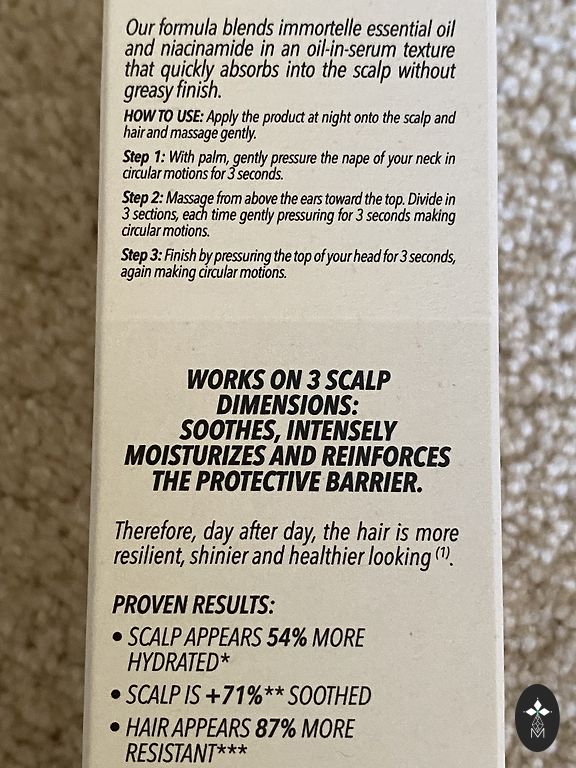 Our formula blends immortelle essential oil
and niacinamide in an oil-in-serum texture
that quickly absorbs into the scalp without
greasy finish.
HOW TO USE: Apply the product at night onto the scalp and
hair and massage gently.
Step 1: With palm, gently pressure the nape of your neck in
circular motions for 3 seconds.
Step 2: Massage from above the ears toward the top. Divide in
3 sections, each time gently pressuring for 3 seconds making
circular motions.
Step 3: Finish by pressuring the top of your head for 3 seconds,
again making circular motions.
WORKS ON 3 SCALP
DIMENSIONS:
SOOTHES, INTENSELY
MOISTURIZES AND REINFORCES
THE PROTECTIVE BARRIER.
Therefore, day after day, the hair is more
resilient, shinier and healthier looking (1).
PROVEN RESULTS:
• SCALP APPEARS 54% MORE
HYDRATED*
• SCALP IS +71%** SOOTHED
• HAIR APPEARS 87% MORE
RESISTANT***
M